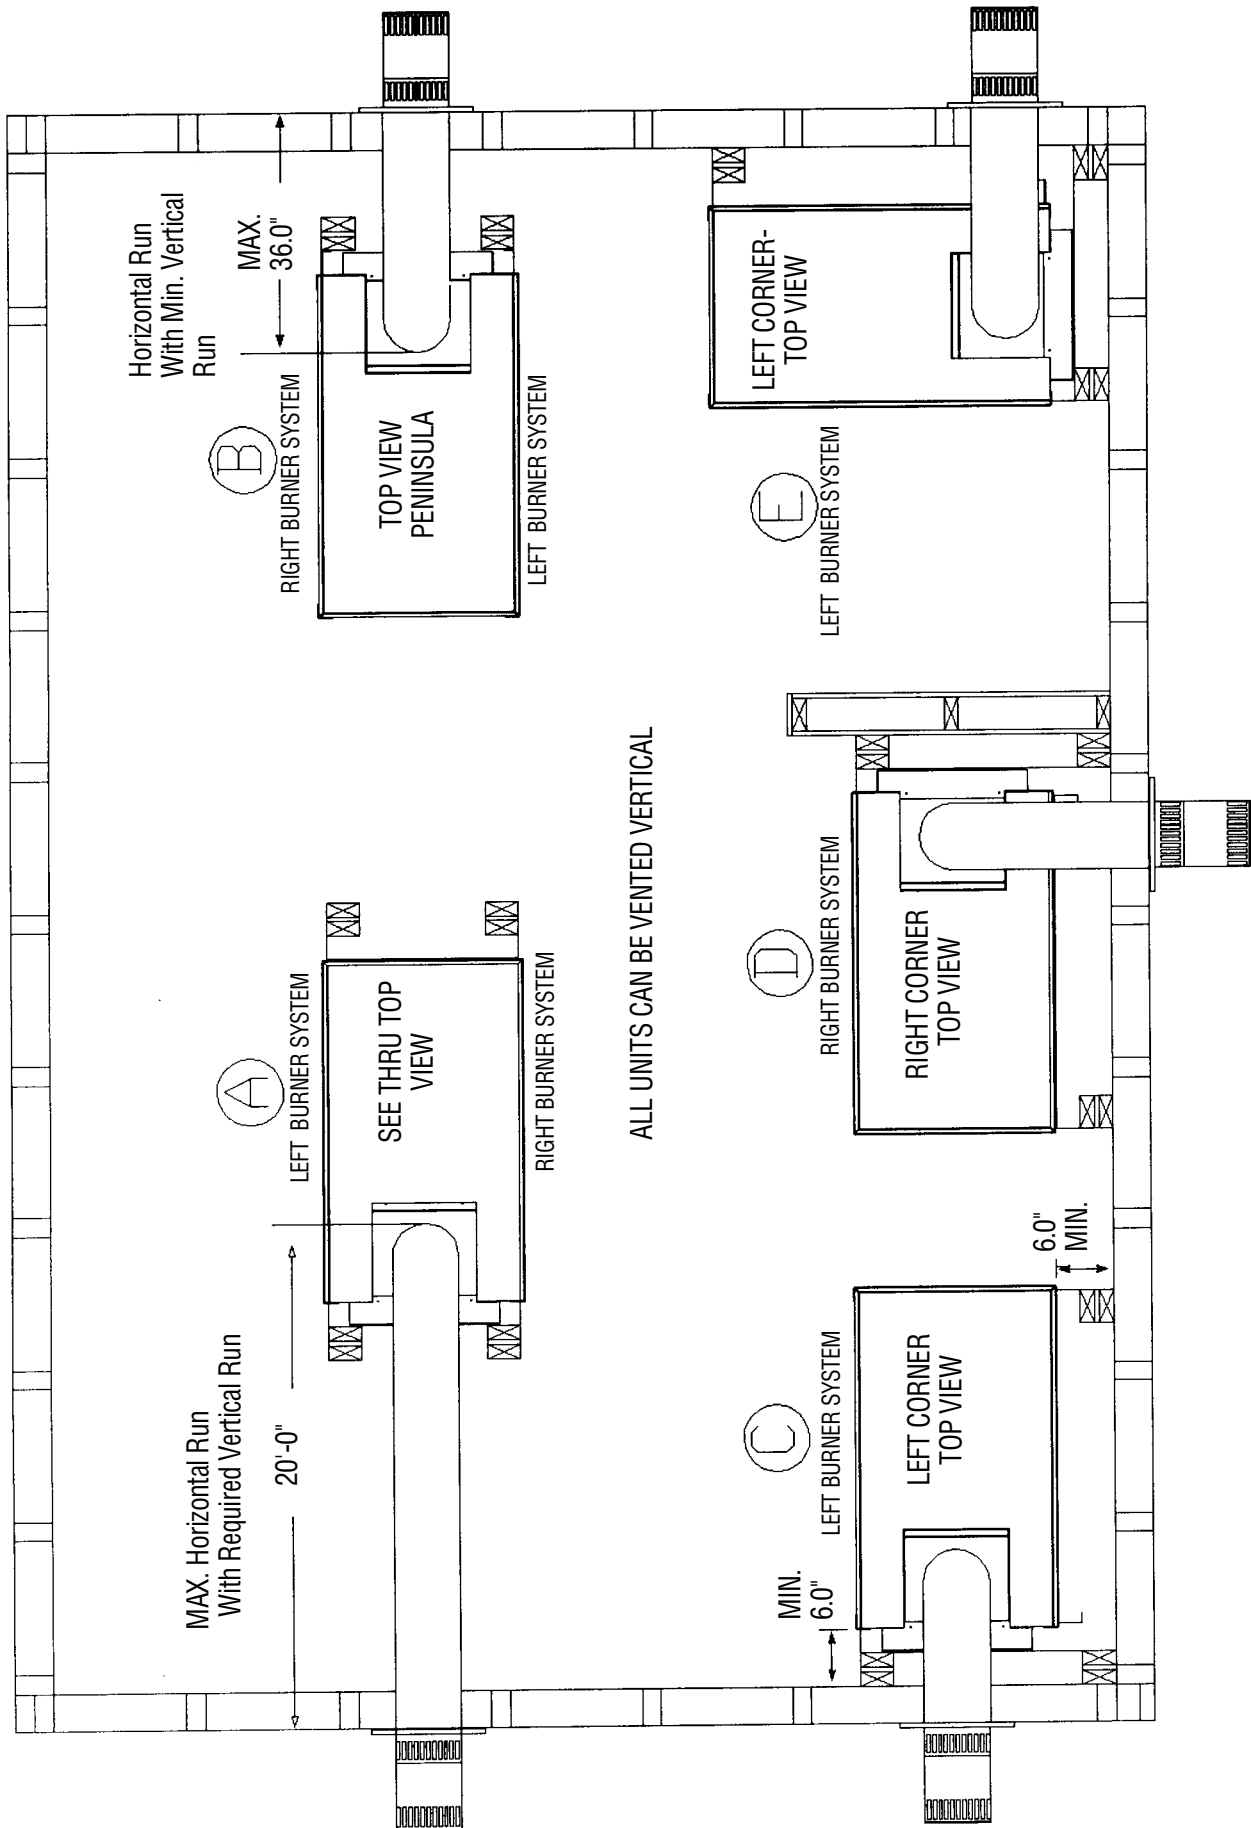 MAX. Horizontal Run
With Required Vertical Run
20'-0"
A
LEFT BURNER SYSTEM
SEE THRU TOP
VIEW
RIGHT BURNER SYSTEM
Horizontal Run
With Min. Vertical
Run
MAX.
36.0"
B
RIGHT BURNER SYSTEM
TOP VIEW
PENINSULA
LEFT BURNER SYSTEM
ALL UNITS CAN BE VENTED VERTICAL
MIN.
6.0"
C
LEFT BURNER SYSTEM
LEFT CORNER
TOP VIEW
6.0"
MIN.
D
RIGHT BURNER SYSTEM
RIGHT CORNER
TOP VIEW
E
LEFT BURNER SYSTEM
LEFT CORNER-
TOP VIEW